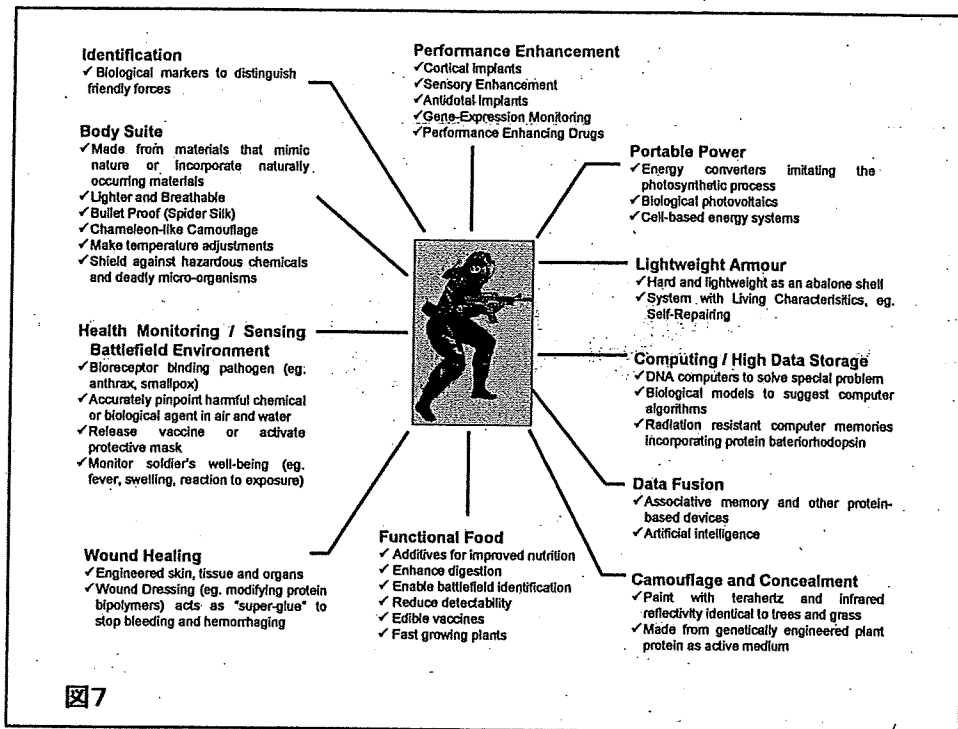 Identification
✓ Biological markers to distinguish
friendly forces
Body Suite
✓ Made from materials that mimic
nature or incorporate naturally
occurring materials
✓ Lighter and Breathable
✓ Bullet Proof (Spider Silk)
✓ Chameleon-like Camouflage
✓ Make temperature adjustments
✓ Shield against hazardous chemicals
and deadly micro-organisms
Health Monitoring / Sensing
Battlefield Environment
✓ Bioreceptor binding pathogen (eg.
anthrax, smallpox)
✓ Accurately pinpoint harmful chemical
or biological agent in air and water
✓ Release vaccine or activate
protective mask
✓ Monitor soldier's well-being (eg.
fever, swelling, reaction to exposure)
Wound Healing
✓ Engineered skin, tissue and organs
✓ Wound Dressing (eg. modifying protein
bipolymers) acts as "super-glue" to
stop bleeding and hemorrhaging
Performance Enhancement
✓ Cortical Implants
✓ Sensory Enhancement
✓ Antidotal Implants
✓ Gene-Expression Monitoring
✓ Performance Enhancing Drugs
Functional Food
✓ Additives for improved nutrition
✓ Enhance digestion
✓ Enable battlefield identification
✓ Reduce detectability
✓ Edible vaccines
✓ Fast growing plants
Portable Power
✓ Energy converters imitating the
photosynthetic process
✓ Biological photovoltaics
✓ Cell-based energy systems
Lightweight Armour
✓ Hard and lightweight as an abalone shell
✓ System with Living Characterisitics, eg.
Self-Repairing
Computing / High Data Storage
✓ DNA computers to solve special problem
✓ Biological models to suggest computer
algorithms
✓ Radiation resistant computer memories
incorporating protein bateriorhodopsin
Data Fusion
✓ Associative memory and other protein-
based devices
✓ Artificial intelligence
Camouflage and Concealment
✓ Paint with terahertz and infrared
reflectivity identical to trees and grass
✓ Made from genetically engineered plant
protein as active medium
図7